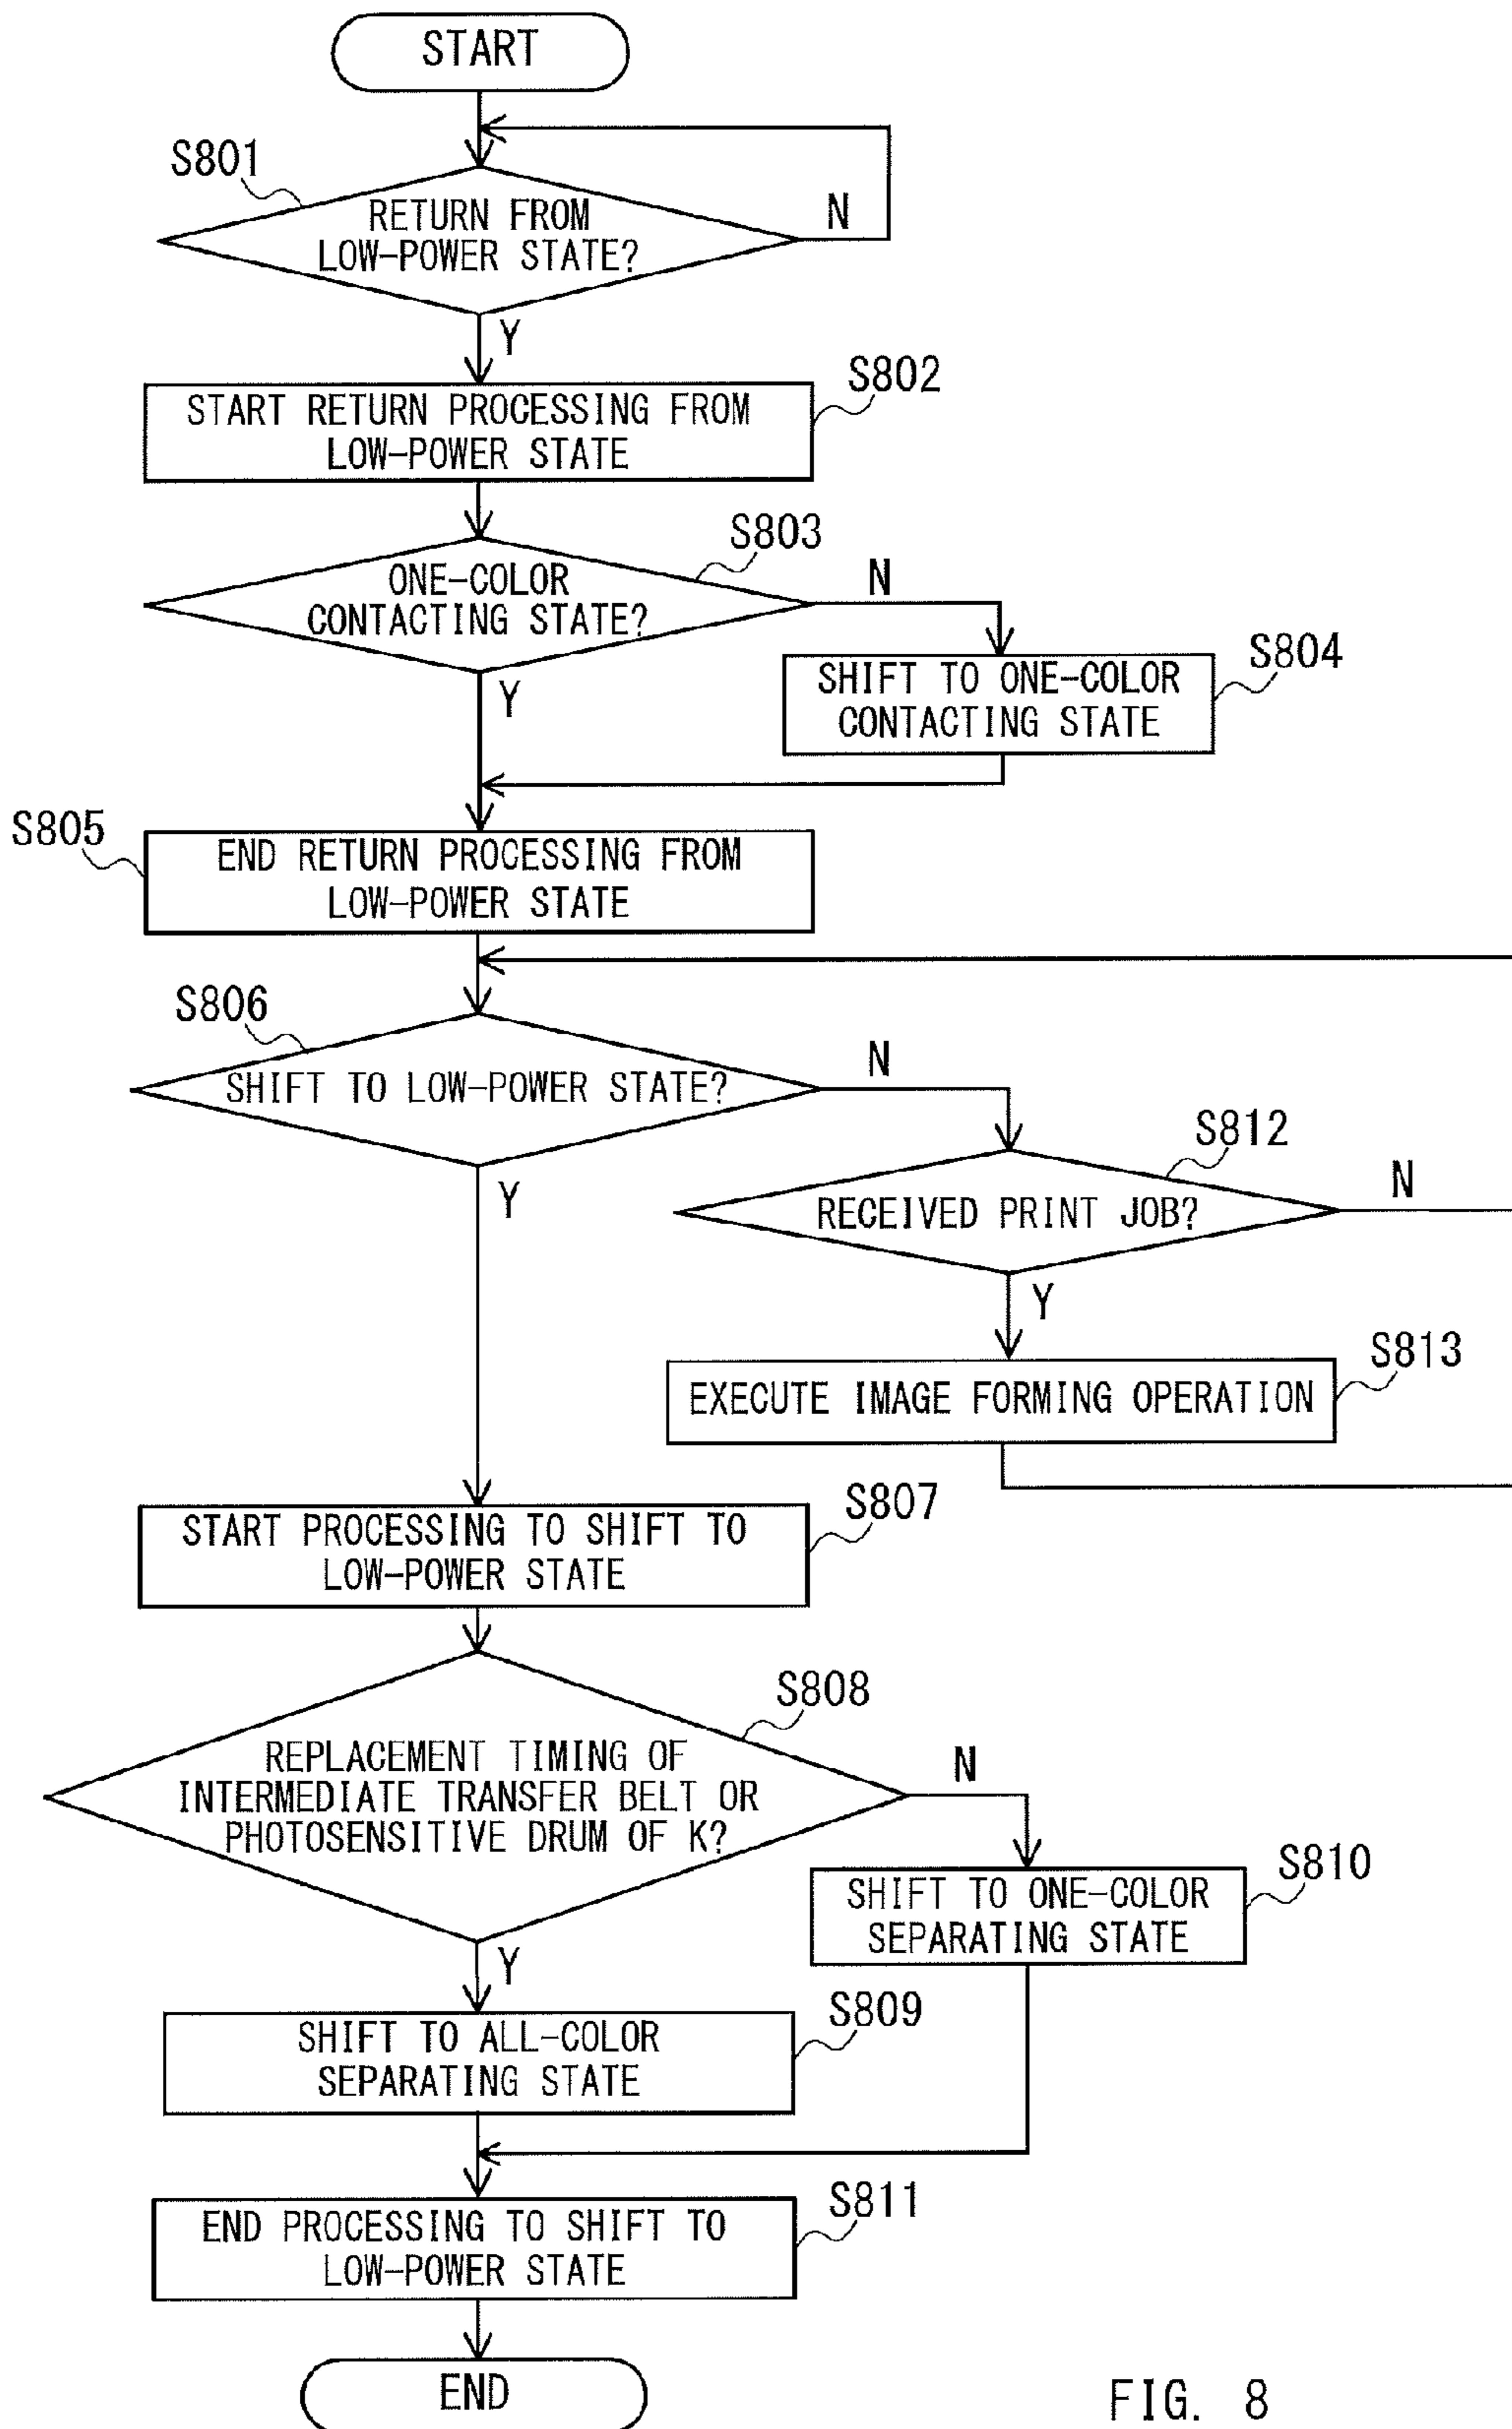 START
S801
RETURN FROM
LOW-POWER STATE?
N
Y
S802
START RETURN PROCESSING FROM
LOW-POWER STATE
S803
ONE-COLOR
CONTACTING STATE?
N
Y
S804
SHIFT TO ONE-COLOR
CONTACTING STATE
S805
END RETURN PROCESSING FROM
LOW-POWER STATE
S806
SHIFT TO LOW-POWER STATE?
N
Y
S812
RECEIVED PRINT JOB?
N
Y
S813
EXECUTE IMAGE FORMING OPERATION
S807
START PROCESSING TO SHIFT TO
LOW-POWER STATE
S808
REPLACEMENT TIMING OF
INTERMEDIATE TRANSFER BELT OR
PHOTOSENSITIVE DRUM OF K?
N
Y
S810
SHIFT TO ONE-COLOR
SEPARATING STATE
S809
SHIFT TO ALL-COLOR
SEPARATING STATE
S811
END PROCESSING TO SHIFT TO
LOW-POWER STATE
END
FIG. 8